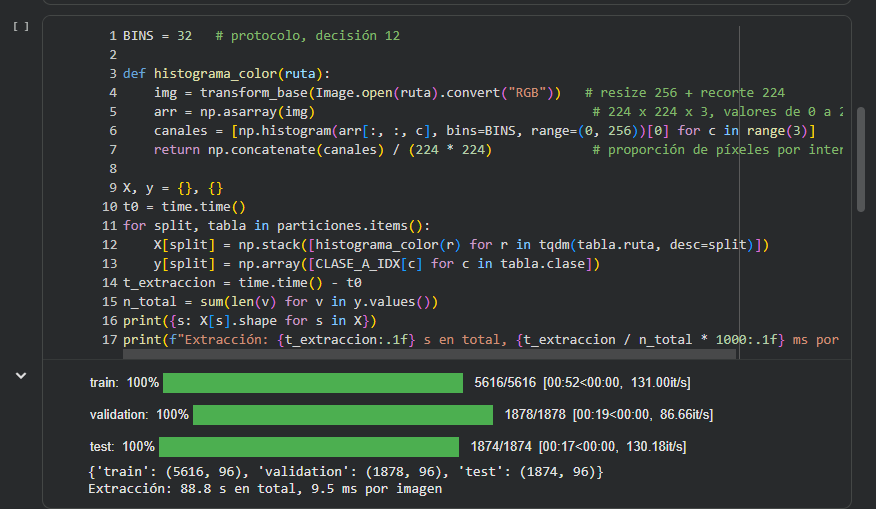 [ ]
1 BINS = 32   # protocolo, decisión 12
2
3 def histograma_color(ruta):
4     img = transform_base(Image.open(ruta).convert("RGB"))   # resize 256 + recorte 224
5     arr = np.asarray(img)                                    # 224 x 224 x 3, valores de 0 a 2
6     canales = [np.histogram(arr[:, :, c], bins=BINS, range=(0, 256))[0] for c in range(3)]
7     return np.concatenate(canales) / (224 * 224)             # proporción de píxeles por inter
8
9 X, y = {}, {}
10 t0 = time.time()
11 for split, tabla in particiones.items():
12     X[split] = np.stack([histograma_color(r) for r in tqdm(tabla.ruta, desc=split)])
13     y[split] = np.array([CLASE_A_IDX[c] for c in tabla.clase])
14 t_extraccion = time.time() - t0
15 n_total = sum(len(v) for v in y.values())
16 print({s: X[s].shape for s in X})
17 print(f"Extracción: {t_extraccion:.1f} s en total, {t_extraccion / n_total * 1000:.1f} ms por
train: 100% 5616/5616 [00:52<00:00, 131.00it/s]
validation: 100% 1878/1878 [00:19<00:00, 86.66it/s]
test: 100% 1874/1874 [00:17<00:00, 130.18it/s]
{'train': (5616, 96), 'validation': (1878, 96), 'test': (1874, 96)}
Extracción: 88.8 s en total, 9.5 ms por imagen